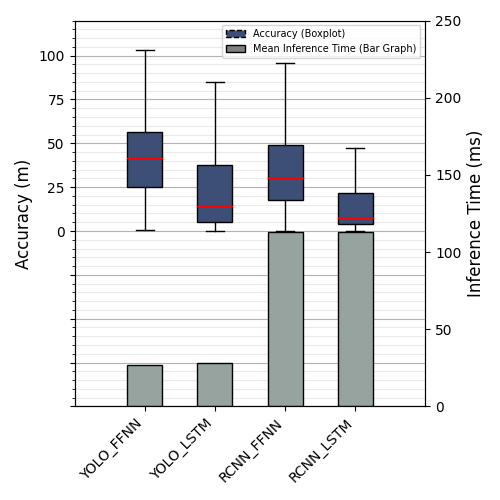 Accuracy (Boxplot)
Mean Inference Time (Bar Graph)
Accuracy (m)
100
75
50
25
0
Inference Time (ms)
250
200
150
100
50
0
YOLO_FFNN
YOLO_LSTM
RCNN_FFNN
RCNN_LSTM